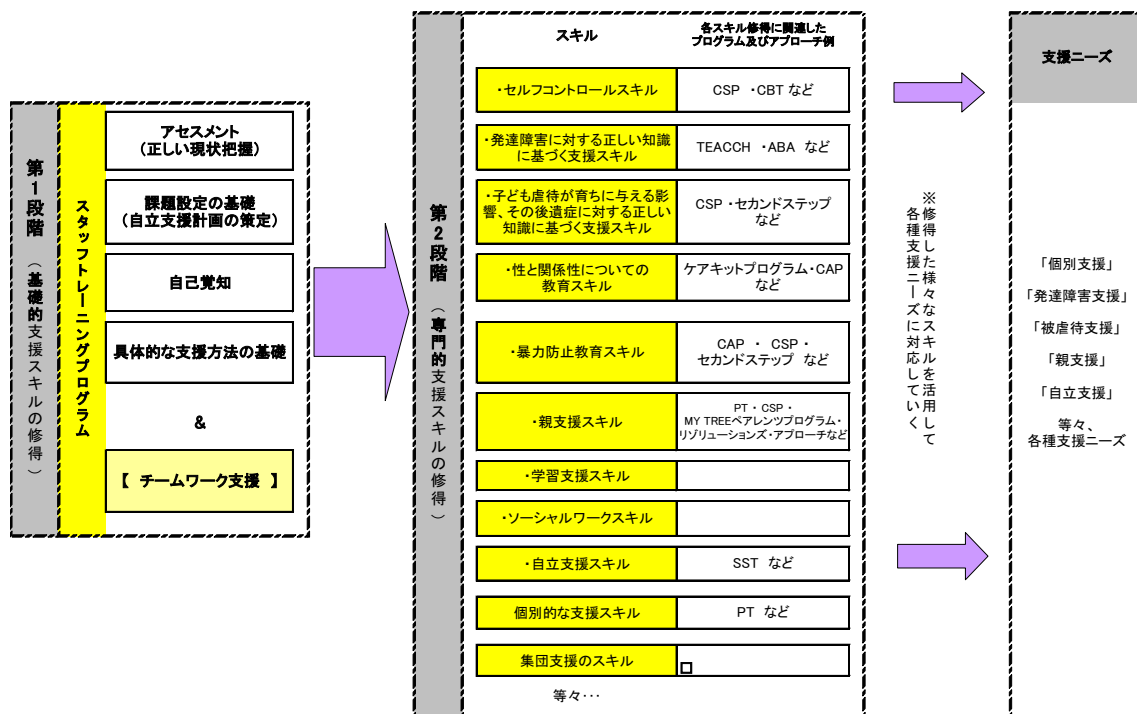 第1段階（基礎的支援スキルの修得）
スタッフトレーニングプログラム
アセスメント
（正しい現状把握）
課題設定の基礎
（自立支援計画の策定）
自己覚知
具体的な支援方法の基礎
&
【 チームワーク支援 】
第2段階（専門的支援スキルの修得）
スキル
各スキル修得に関連した
プログラム及びアプローチ例
・セルフコントロールスキル
CSP ・CBT など
・発達障害に対する正しい知識
に基づく支援スキル
TEACCH ・ABA など
・子ども虐待が育ちに与える影
響、その後遺症に対する正しい
知識に基づく支援スキル
CSP・セカンドステップ
など
・性と関係性についての
教育スキル
ケアキットプログラム・CAP
など
・暴力防止教育スキル
CAP ・ CSP・
セカンドステップ など
・親支援スキル
PT・ CSP・
MY TREEペアレンツプログラム・
リゾリューションズ・アプローチなど
・学習支援スキル
・ソーシャルワークスキル
・自立支援スキル
SST など
個別的な支援スキル
PT など
集団支援のスキル
等々・・・
※修得した様々なスキルを活用して
各種支援ニーズに対応していく
支援ニーズ
「個別支援」
「発達障害支援」
「被虐待支援」
「親支援」
「自立支援」
等々、
各種支援ニーズ